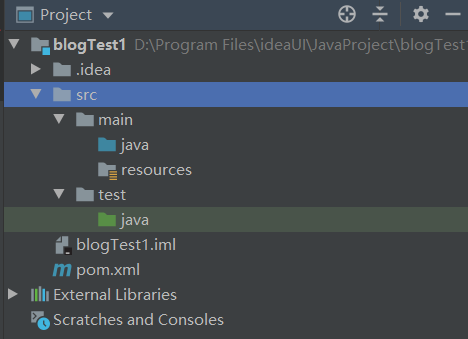 Project
blogTest1 D:\Program Files\ideaUI\JavaProject\blogTest
.idea
src
main
java
resources
test
java
blogTest1.iml
pom.xml
External Libraries
Scratches and Consoles